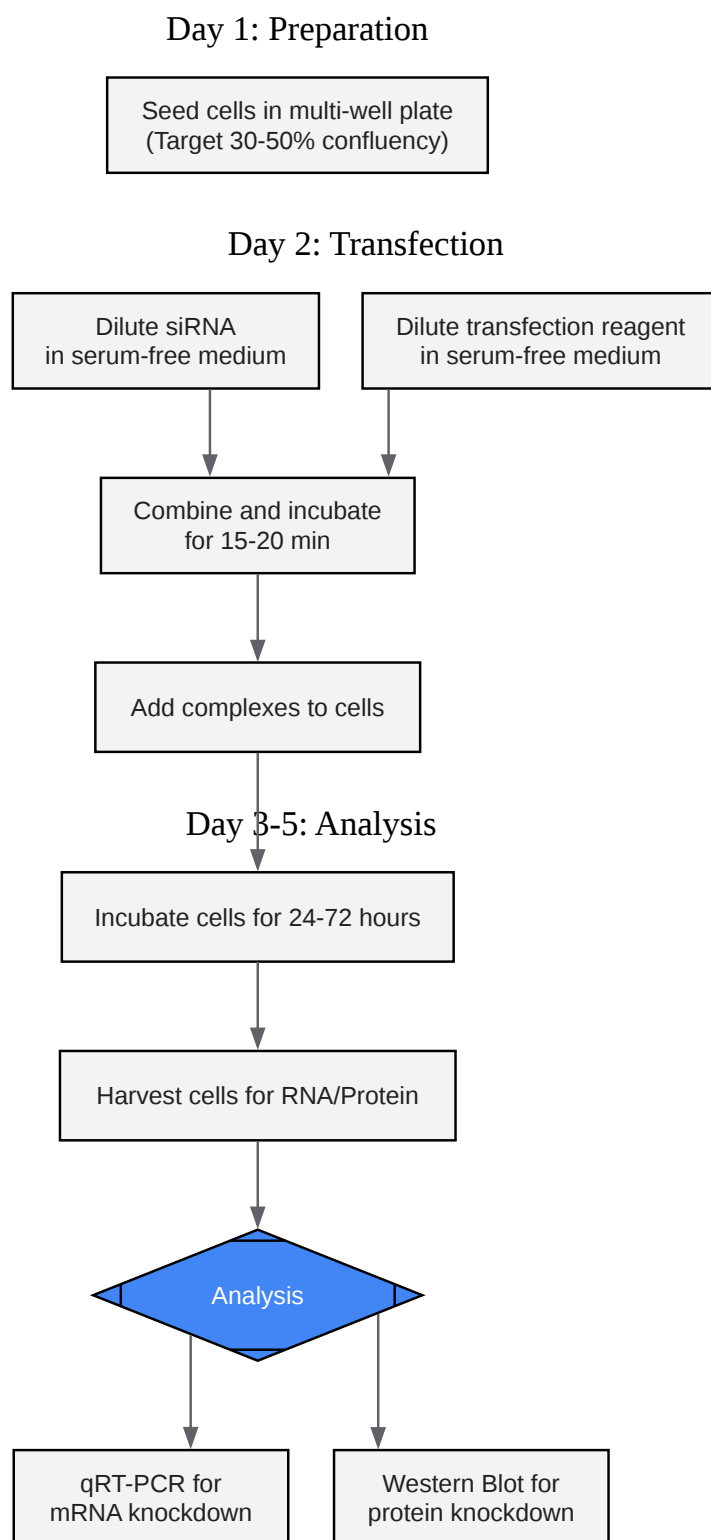 Day 1: Preparation
Seed cells in multi-well plate
(Target 30-50% confluency)
Day 2: Transfection
Dilute siRNA
in serum-free medium
Dilute transfection reagent
in serum-free medium
Combine and incubate
for 15-20 min
Add complexes to cells
Day 3-5: Analysis
Incubate cells for 24-72 hours
Harvest cells for RNA/Protein
Analysis
qRT-PCR for
mRNA knockdown
Western Blot for
protein knockdown